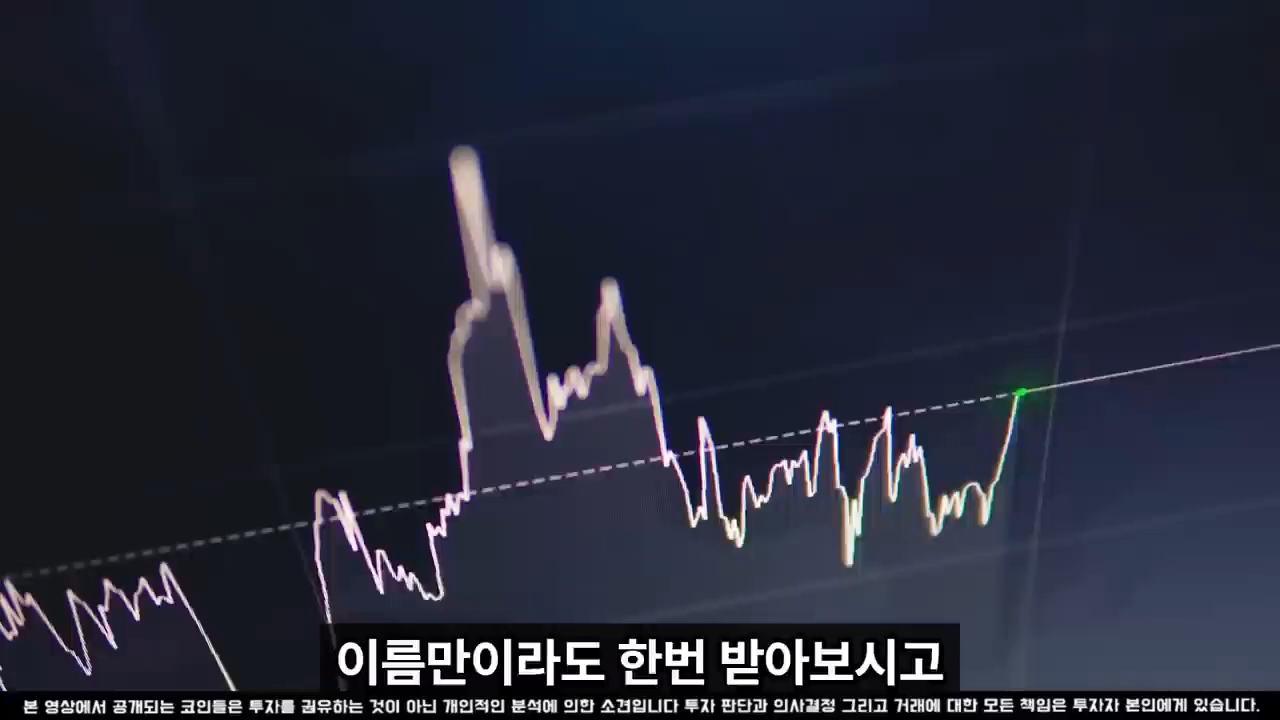 이름만이라도 한번 받아보시고
본 영상에서 공개되는 코인들은 투자를 권유하는 것이 아닌 개인적인 분석에 의한 소견입니다 투자 판단과 의사결정 그리고 거래에 대한 모든 책임은 투자자 본인에게 있습니다.